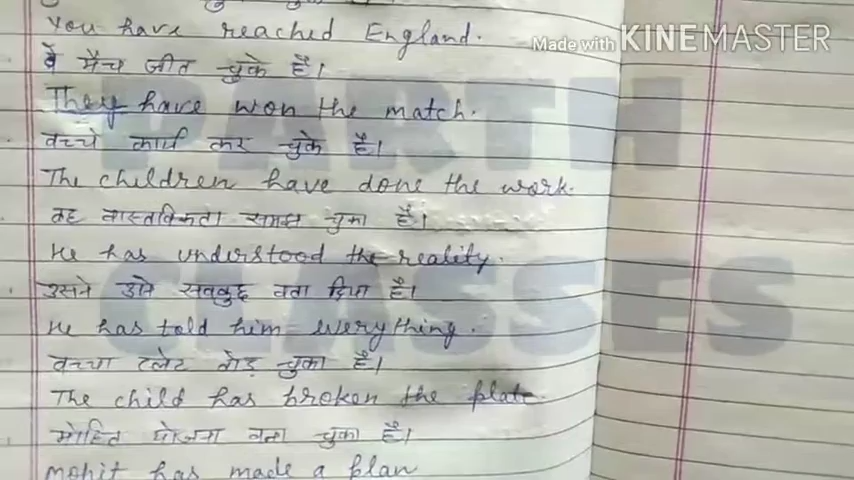 You have reached England.
Made with KINEMASTER
वे मैच जीत चुके हैं।
They have won the match.
बच्चे कार्य कर चुके हैं।
The children have done the work.
वह वास्तविकता समझ चुका है।
He has understood the reality.
उसने उसे सबकुछ बता दिया है।
He has told him everything.
बच्चा प्लेट तोड़ चुका है।
The child has broken the plate
मोहित योजना बना चुका है।
Mohit has made a plan
PARTH
CLASSES